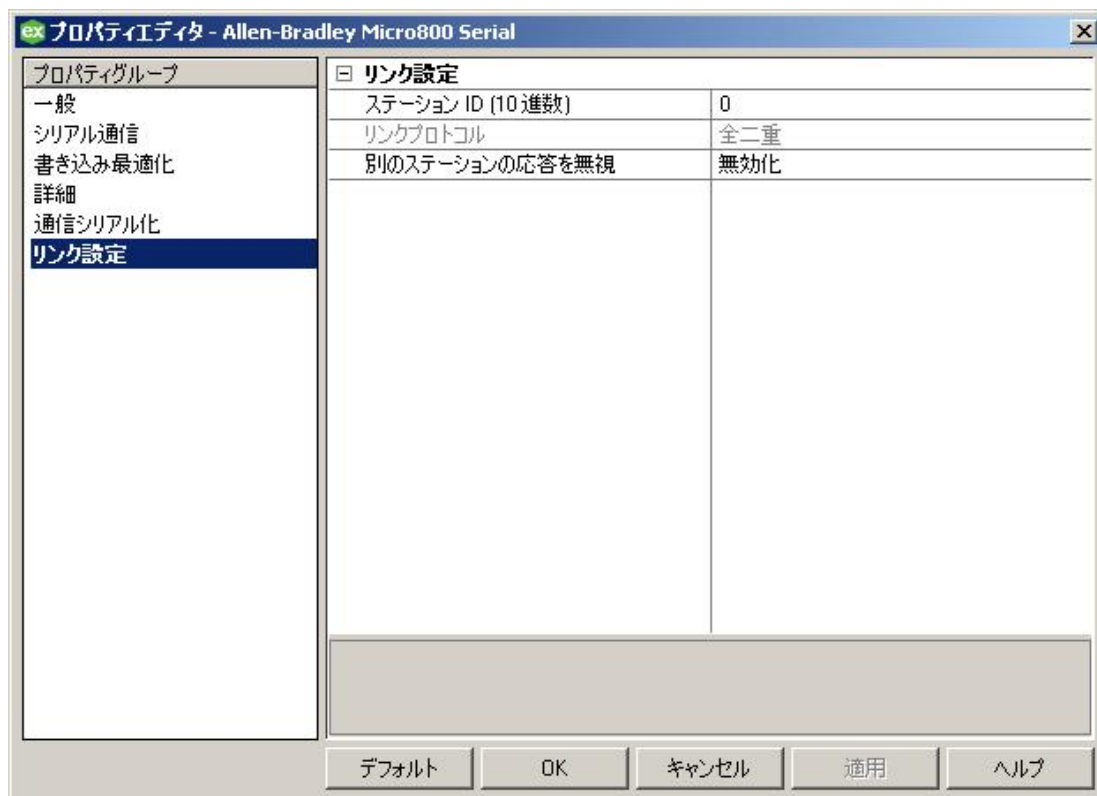 ex プロパティエディタ - Allen-Bradley Micro800 Serial
プロパティグループ
一般
シリアル通信
書き込み最適化
詳細
通信シリアル化
リンク設定
リンク設定
ステーション ID (10 進数) 0
リンクプロトコル 全二重
別のステーションの応答を無視 無効化
デフォルト OK キャンセル 適用 ヘルプ